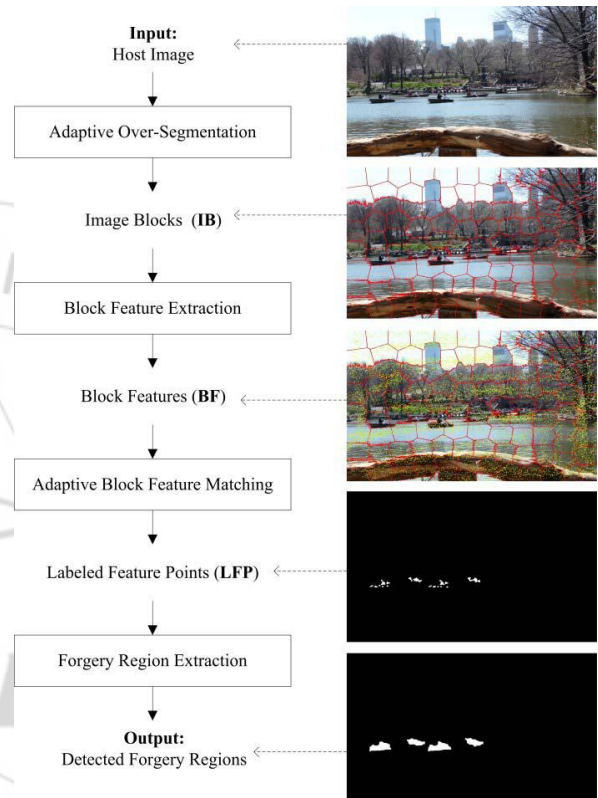 Input:
Host Image
Adaptive Over-Segmentation
Image Blocks (IB)
Block Feature Extraction
Block Features (BF)
Adaptive Block Feature Matching
Labeled Feature Points (LFP)
Forgery Region Extraction
Output:
Detected Forgery Regions